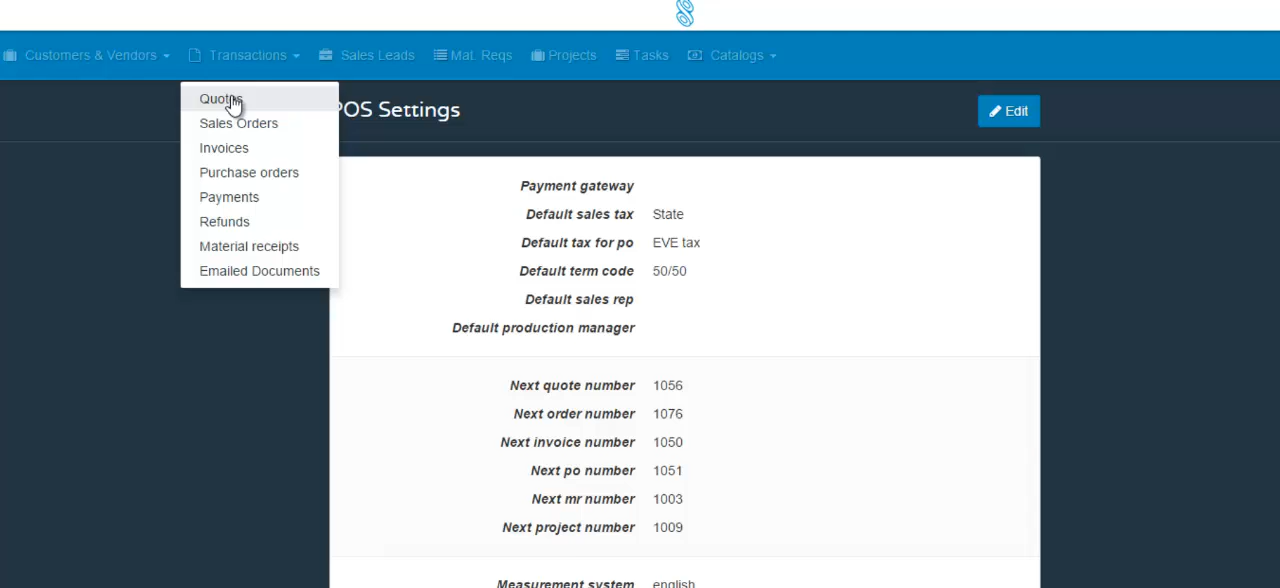 Customers & Vendors Transactions Sales Leads Mat. Reqs Projects Tasks Catalogs
Quotes
Sales Orders
Invoices
Purchase orders
Payments
Refunds
Material receipts
Emailed Documents
POS Settings
Edit
Payment gateway
Default sales tax State
Default tax for po EVE tax
Default term code 50/50
Default sales rep
Default production manager
Next quote number 1056
Next order number 1076
Next invoice number 1050
Next po number 1051
Next mr number 1003
Next project number 1009
Measurement system english